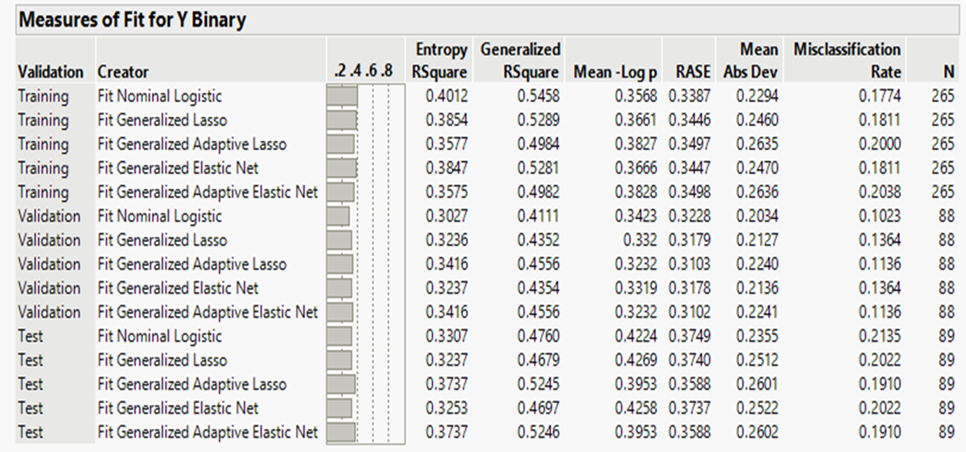 Measures of Fit for Y Binary
Entropy Generalized Mean Misclassification
Validation Creator .2 .4 .6 .8 RSquare RSquare Mean -Log p RASE Abs Dev Rate N
Training Fit Nominal Logistic 0.4012 0.5458 0.3568 0.3387 0.2294 0.1774 265
Training Fit Generalized Lasso 0.3854 0.5289 0.3661 0.3446 0.2460 0.1811 265
Training Fit Generalized Adaptive Lasso 0.3577 0.4984 0.3827 0.3497 0.2635 0.2000 265
Training Fit Generalized Elastic Net 0.3847 0.5281 0.3666 0.3447 0.2470 0.1811 265
Training Fit Generalized Adaptive Elastic Net 0.3575 0.4982 0.3828 0.3498 0.2636 0.2038 265
Validation Fit Nominal Logistic 0.3027 0.4111 0.3423 0.3228 0.2034 0.1023 88
Validation Fit Generalized Lasso 0.3236 0.4352 0.332 0.3179 0.2127 0.1364 88
Validation Fit Generalized Adaptive Lasso 0.3416 0.4556 0.3232 0.3103 0.2240 0.1136 88
Validation Fit Generalized Elastic Net 0.3237 0.4354 0.3319 0.3178 0.2136 0.1364 88
Validation Fit Generalized Adaptive Elastic Net 0.3416 0.4556 0.3232 0.3102 0.2241 0.1136 88
Test Fit Nominal Logistic 0.3307 0.4760 0.4224 0.3749 0.2355 0.2135 89
Test Fit Generalized Lasso 0.3237 0.4679 0.4269 0.3740 0.2512 0.2022 89
Test Fit Generalized Adaptive Lasso 0.3737 0.5245 0.3953 0.3588 0.2601 0.1910 89
Test Fit Generalized Elastic Net 0.3253 0.4697 0.4258 0.3737 0.2522 0.2022 89
Test Fit Generalized Adaptive Elastic Net 0.3737 0.5246 0.3953 0.3588 0.2602 0.1910 89